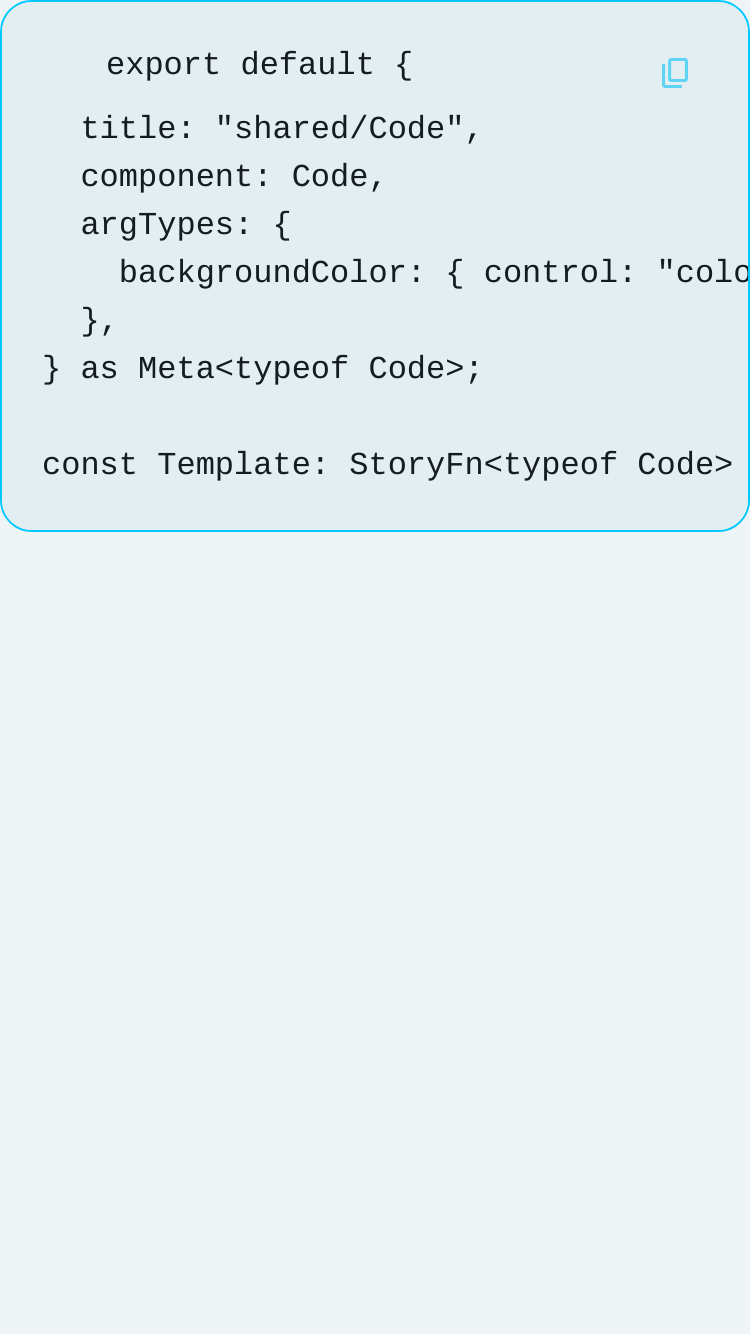 export default {
  title: "shared/Code",
  component: Code,
  argTypes: {
    backgroundColor: { control: "colo
  },
} as Meta<typeof Code>;

const Template: StoryFn<typeof Code>